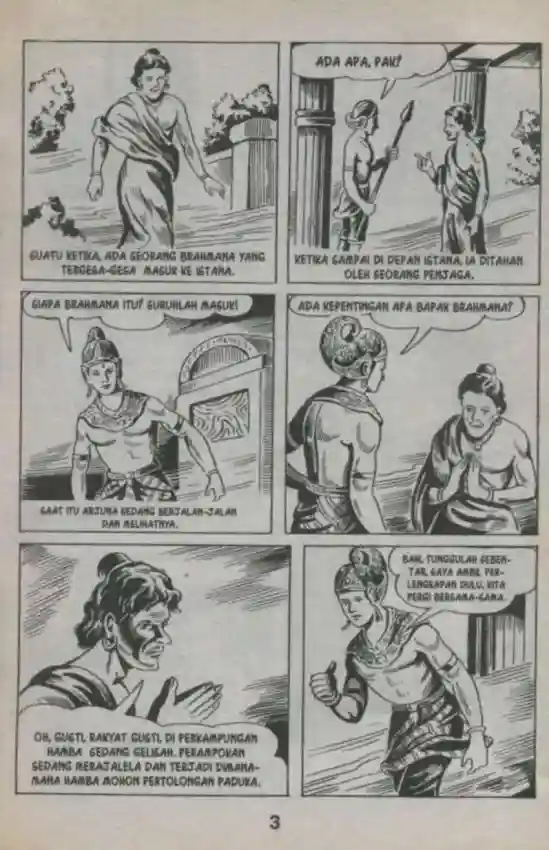 SUATU KETIKA, ADA SEORANG BRAHMANA YANG
TERGESA-GESA MASUK KE ISTANA.
ADA APA, PAK?
KETIKA SAMPAI DI DEPAN ISTANA, IA DITAHAN
OLEH SEORANG PENJAGA.
SIAPA BRAHMANA ITU? SURUHLAH MASUK!
SAAT ITU ARJUNA SEDANG BERJALAN-JALAN
DAN MELIHATNYA.
ADA KEPENTINGAN APA BAPAK BRAHMANA?
OH, GUSTI, RAKYAT GUSTI, DI PERKAMPUNGAN
HAMBA SEDANG GELISAH. PERAMPOKAN
SEDANG MERAJALELA DAN TERJADI DIMANA-
MANA HAMBA MOHON PERTOLONGAN PADUKA.
BAIK, TUNGGULAH SEBEN-
TAR, SAYA AMBIL PER-
LENGKAPAN DULU. KITA
PERGI BERSAMA-SAMA.
3